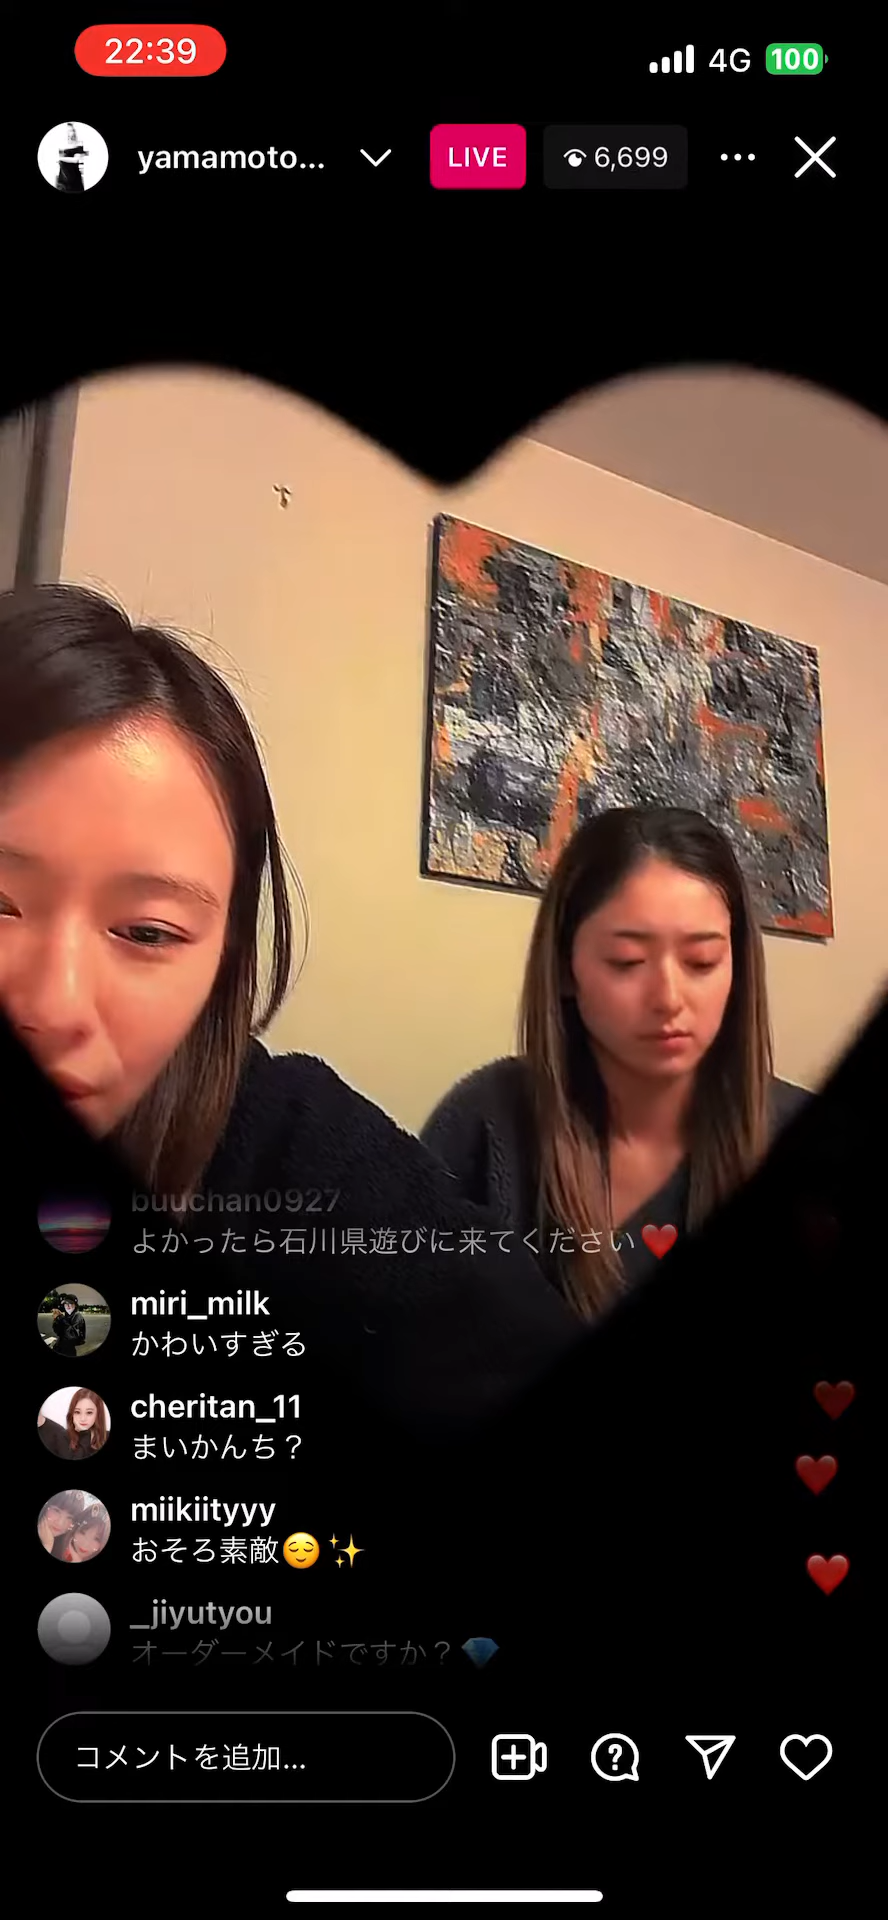 22:39
4G
100
yamamoto...
LIVE
6,699
buuchan0927
よかったら石川県遊びに来てください❤️
miri_milk
かわいすぎる
cheritan_11
まいかんち？
miikiityyy
おそろ素敵😌✨
_jiyutyou
オーダーメイドですか？💎
コメントを追加...